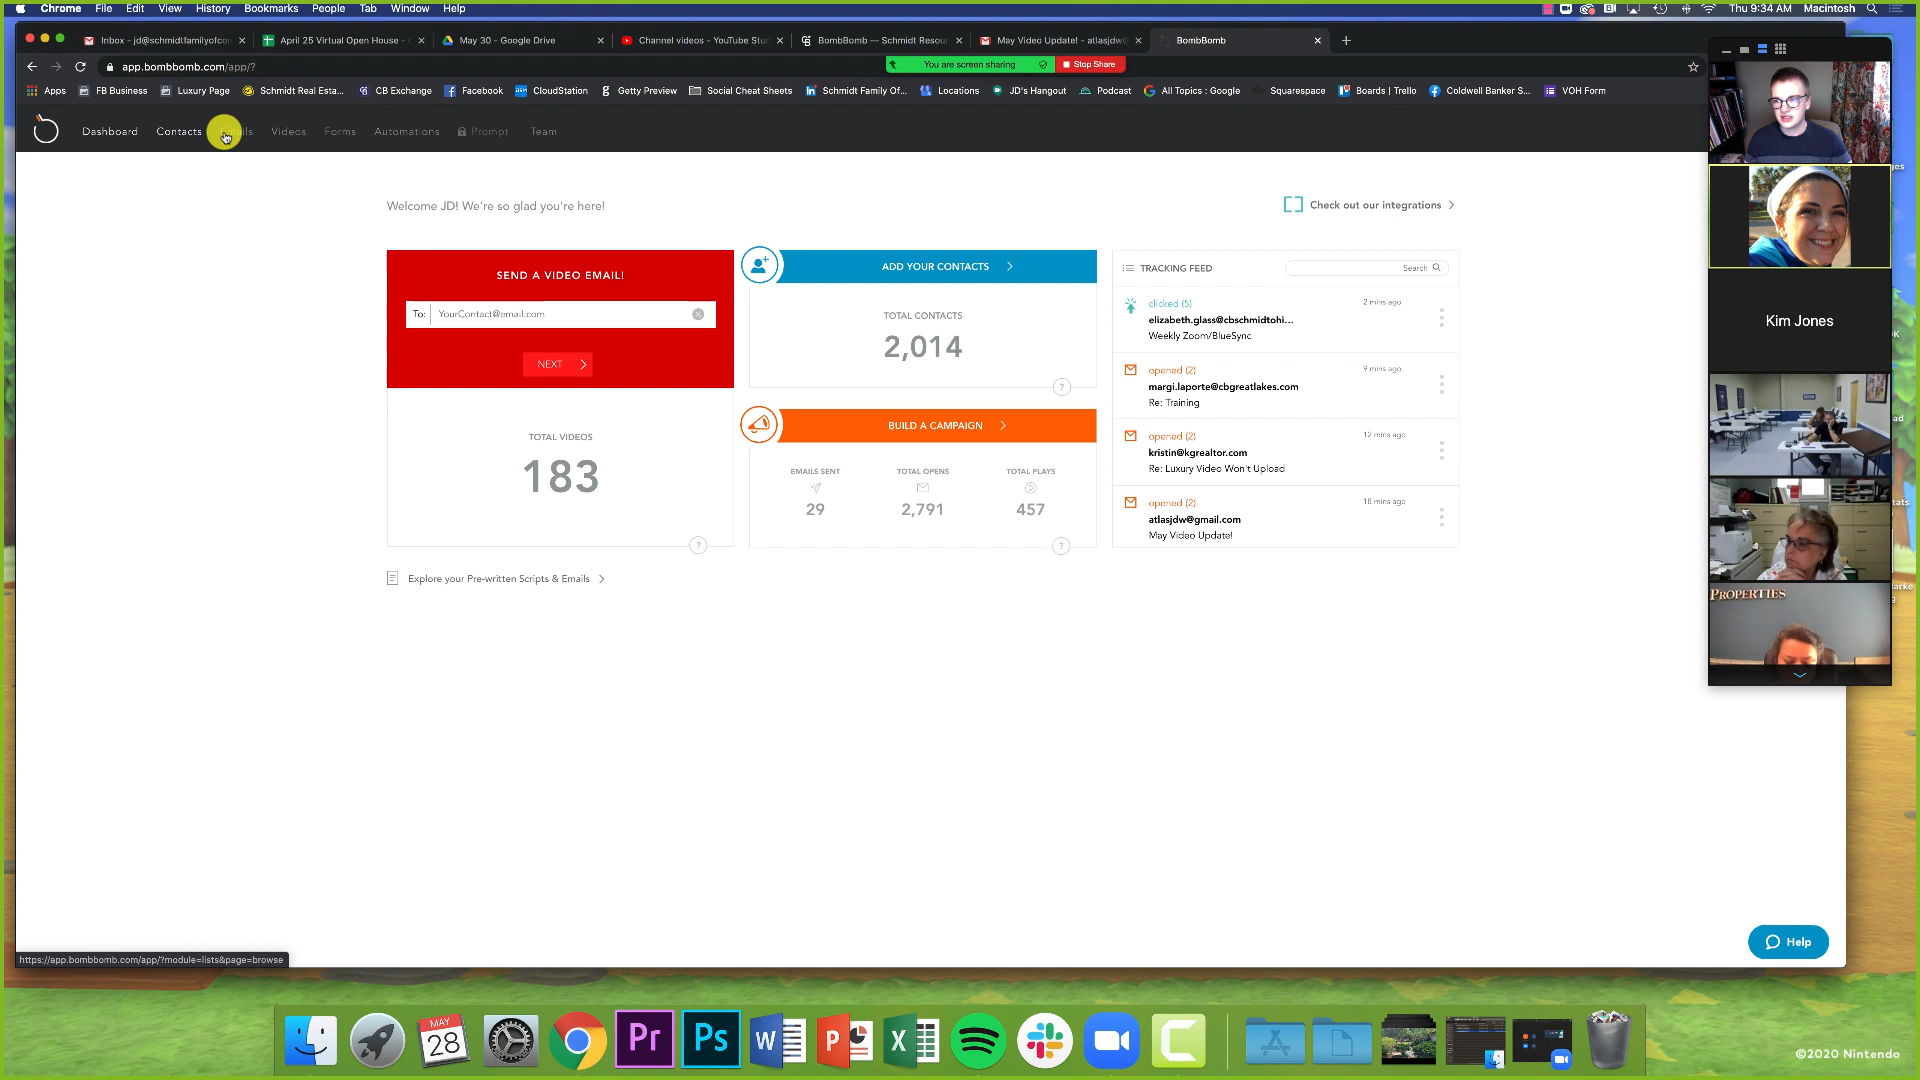 Chrome File Edit View History Bookmarks People Tab Window Help
Thu 9:34 AM Macintosh
Inbox - jd@schmidtfamilyofcon
April 25 Virtual Open House -
May 30 - Google Drive
Channel videos - YouTube Stud
BombBomb — Schmidt Resou
May Video Update! - atlasjdw@
BombBomb
app.bombbomb.com/app/?
You are screen sharing
Stop Share
Apps
FB Business
Luxury Page
Schmidt Real Esta...
CB Exchange
Facebook
CloudStation
Getty Preview
Social Cheat Sheets
Schmidt Family Of...
Locations
JD's Hangout
Podcast
All Topics : Google
Squarespace
Boards | Trello
Coldwell Banker S...
VOH Form
Dashboard Contacts Emails Videos Forms Automations Prompt Team
Welcome JD! We're so glad you're here!
Check out our integrations
SEND A VIDEO EMAIL!
To: YourContact@email.com
NEXT
TOTAL VIDEOS
183
?
ADD YOUR CONTACTS
TOTAL CONTACTS
2,014
?
BUILD A CAMPAIGN
EMAILS SENT TOTAL OPENS TOTAL PLAYS
29 2,791 457
?
TRACKING FEED
Search
clicked (5) 2 mins ago
elizabeth.glass@cbschmidtohi...
Weekly Zoom/BlueSync
opened (2) 9 mins ago
margi.laporte@cbgreatlakes.com
Re: Training
opened (2) 12 mins ago
kristin@kgrealtor.com
Re: Luxury Video Won't Upload
opened (2) 18 mins ago
atlasjdw@gmail.com
May Video Update!
Explore your Pre-written Scripts & Emails
Kim Jones
PROPERTIES
Help
https://app.bombbomb.com/app/?module=lists&page=browse
MAY
28
Pr
Ps
W
P
X
©2020 Nintendo